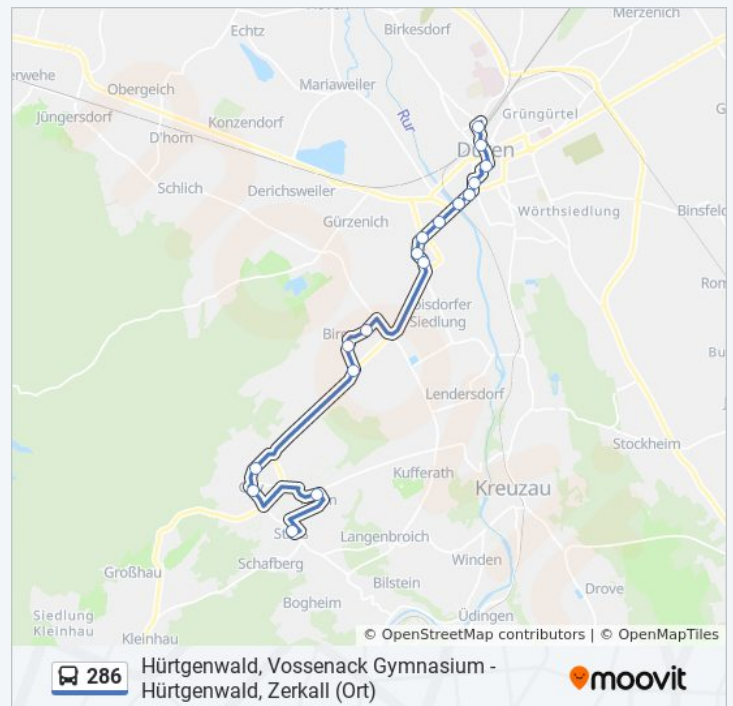 Merzenich
Birkesdorf
Echtz
Mariaweiler
Obergeich
Grüngürtel
Jüngersdorf
Konzendorf
Rur
D'horn
Schlich
Derichsweiler
Gürzenich
Wörthsiedlung
Siedlung
Lendersdorf
Stockheim
Kufferath
Kreuzau
Langenbroich
Schafberg
Winden
Großhau
Bilstein
Drove
Bogheim
Siedlung
Kleinhau
Üdingen
Kleinhau
© OpenStreetMap contributors | © OpenMapTiles
286
Hürtgenwald, Vossenack Gymnasium -
Hürtgenwald, Zerkall (Ort)
moovit